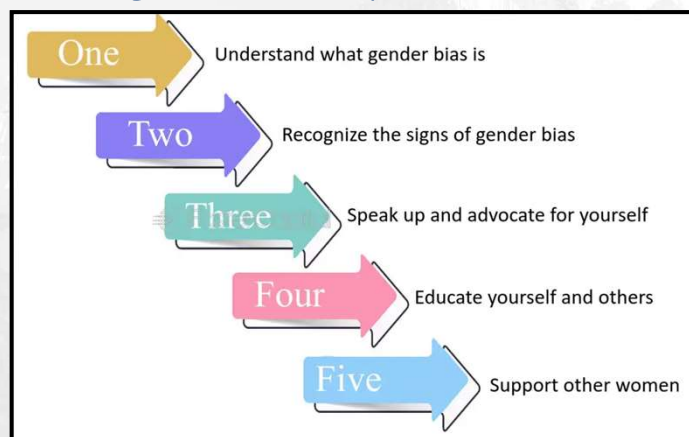 One
Understand what gender bias is
Two
Recognize the signs of gender bias
Three
Speak up and advocate for yourself
Four
Educate yourself and others
Five
Support other women